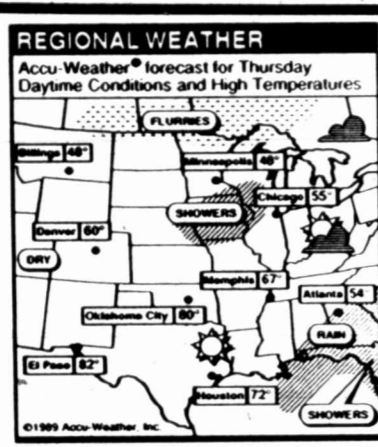 REGIONAL WEATHER
Accu-Weather® forecast for Thursday
Daytime Conditions and High Temperatures
FLURRIES
Billings 48°
Minneapolis 48°
Chicago 55°
SHOWERS
Denver 60°
DRY
Memphis 67°
Atlanta 54
Oklahoma City 80°
RAIN
El Paso 82°
Houston 72°
SHOWERS
©1989 Accu-Weather, Inc.